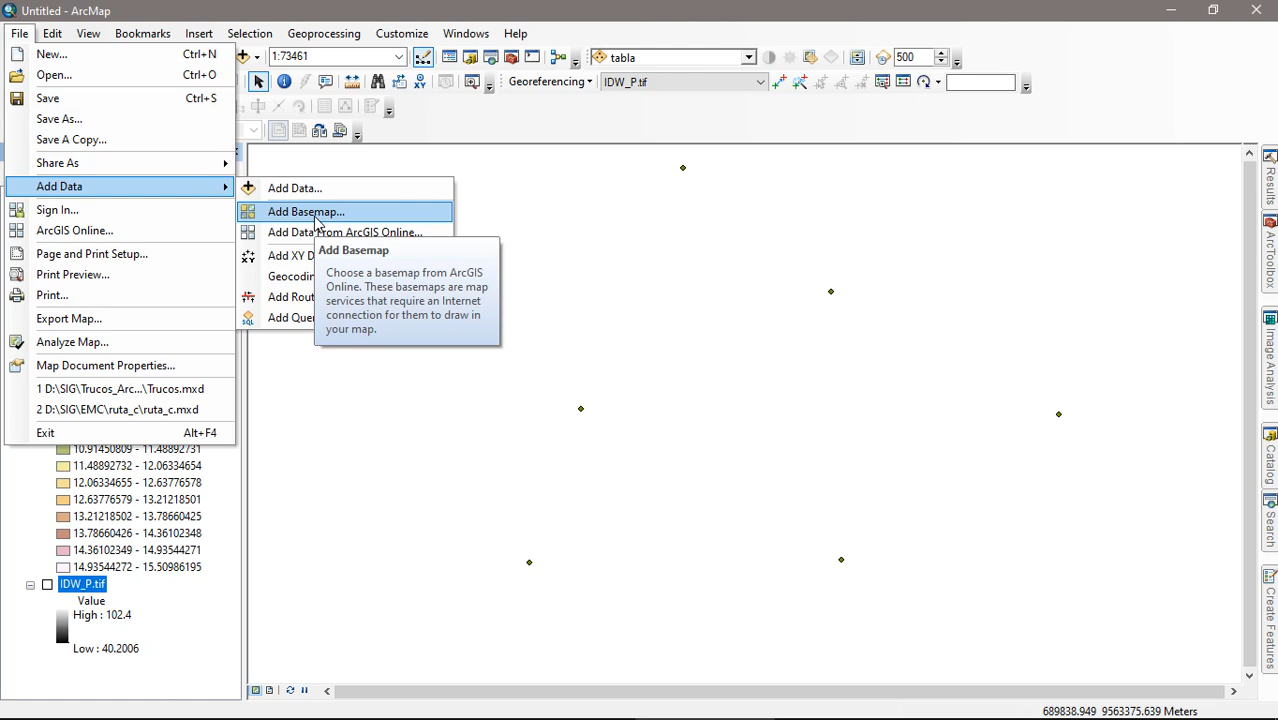 Untitled - ArcMap
File Edit View Bookmarks Insert Selection Geoprocessing Customize Windows Help
New... Ctrl+N
1:73461
tabla
500
Open...
Georeferencing
IDW_P.tif
Save Ctrl+S
Save As...
Save A Copy...
Share As
Add Data
Add Data...
Sign In...
Add Basemap...
ArcGIS Online...
Add Data From ArcGIS Online...
Page and Print Setup...
Add XY D
Add Basemap
Print Preview...
Geocodin
Choose a basemap from ArcGIS
Online. These basemaps are map
Print...
Add Rout
services that require an Internet
connection for them to draw in
Export Map...
Add Quer
your map.
Analyze Map...
Map Document Properties...
1 D:\SIG\Trucos_Arc...\Trucos.mxd
2 D:\SIG\EMC\ruta_c\ruta_c.mxd
Exit Alt+F4
10.91450809 - 11.48892731
11.48892732 - 12.06334654
12.06334655 - 12.63776578
12.63776579 - 13.21218501
13.21218502 - 13.78660425
13.78660426 - 14.36102348
14.36102349 - 14.93544271
14.93544272 - 15.50986195
IDW_P.tif
Value
High : 102.4
Low : 40.2006
Results
ArcToolbox
Image Analysis
Catalog
Search
Create Features
689838.949 9563375.639 Meters